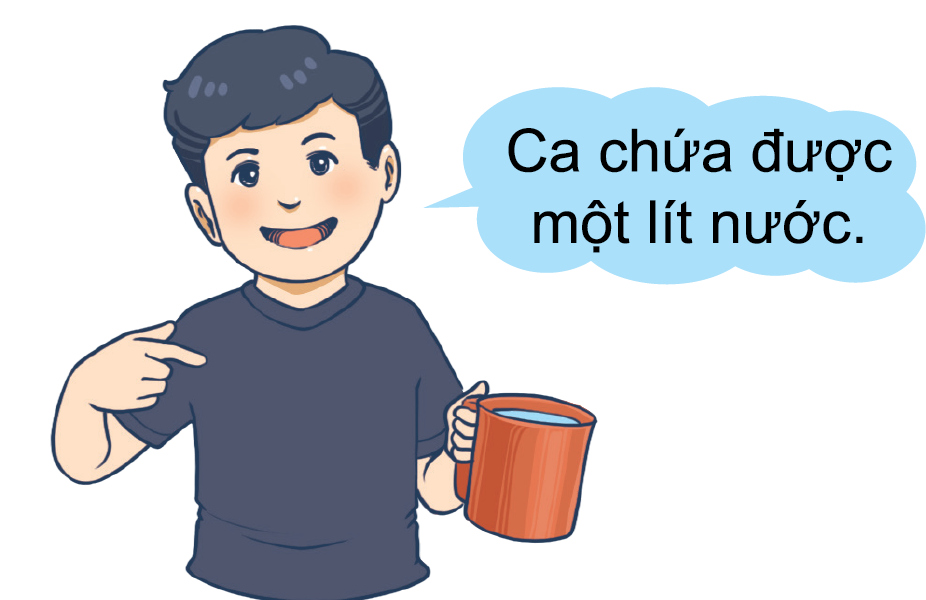 Ca chứa được
một lít nước.